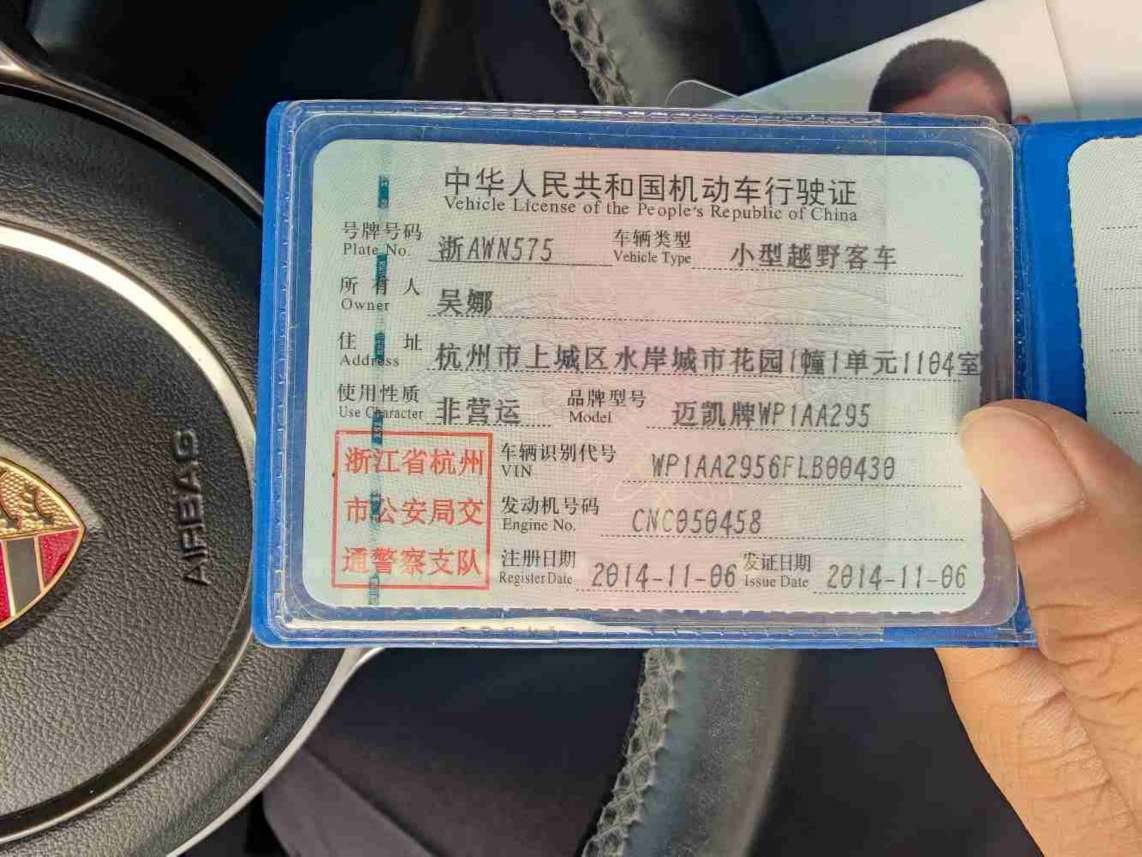 中华人民共和国机动车行驶证
Vehicle License of the People's Republic of China
号牌号码 浙AWN575 车辆类型 小型越野客车
Plate No. Vehicle Type
所有人 吴娜
Owner
住址 杭州市上城区水岸城市花园1幢1单元1104室
Address
使用性质 非营运 品牌型号 迈凯牌WP1AA295
Use Character Model
浙江省杭州
市公安局交
通警察支队
车辆识别代号 WP1AA2956FLB00430
VIN
发动机号码 CNC050458
Engine No.
注册日期 2014-11-06 发证日期 2014-11-06
Register Date Issue Date
AIRBAG